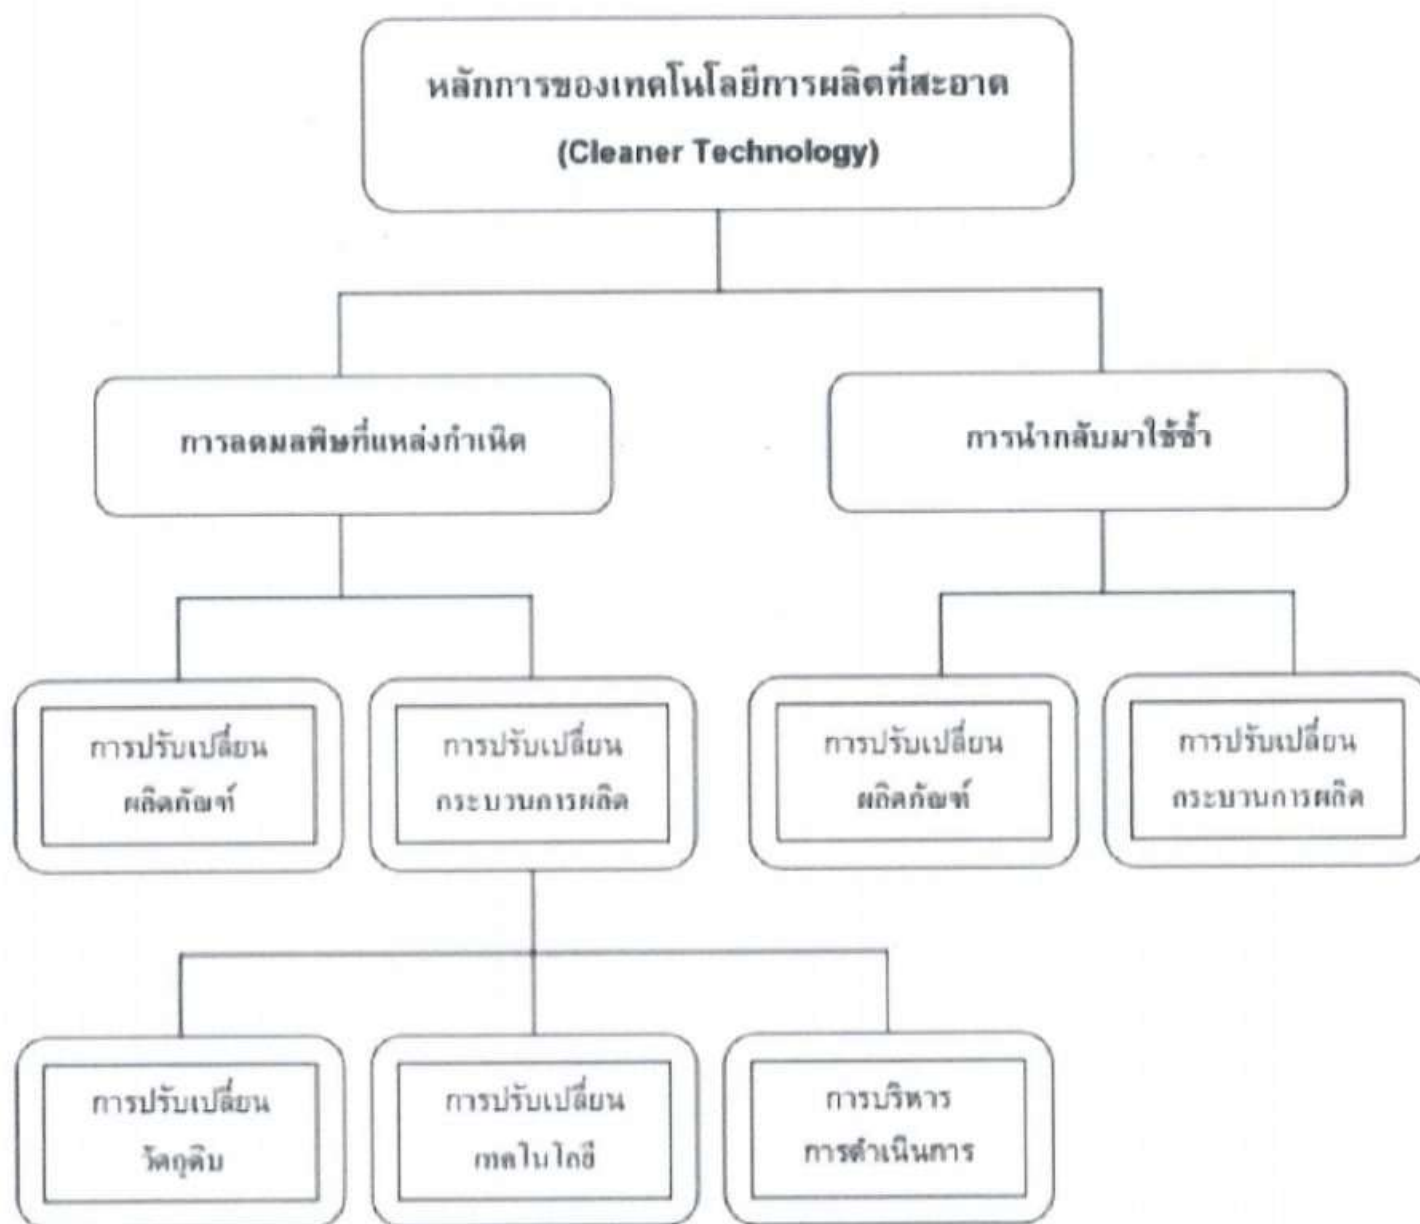 หลักการของเทคโนโลยีการผลิตที่สะอาด
(Cleaner Technology)
การลดมลพิษที่แหล่งกำเนิด
การนำกลับมาใช้ซ้ำ
การปรับเปลี่ยน
ผลิตภัณฑ์
การปรับเปลี่ยน
กระบวนการผลิต
การปรับเปลี่ยน
ผลิตภัณฑ์
การปรับเปลี่ยน
กระบวนการผลิต
การปรับเปลี่ยน
วัตถุดิบ
การปรับเปลี่ยน
เทคโนโลยี
การบริหาร
การดำเนินการ